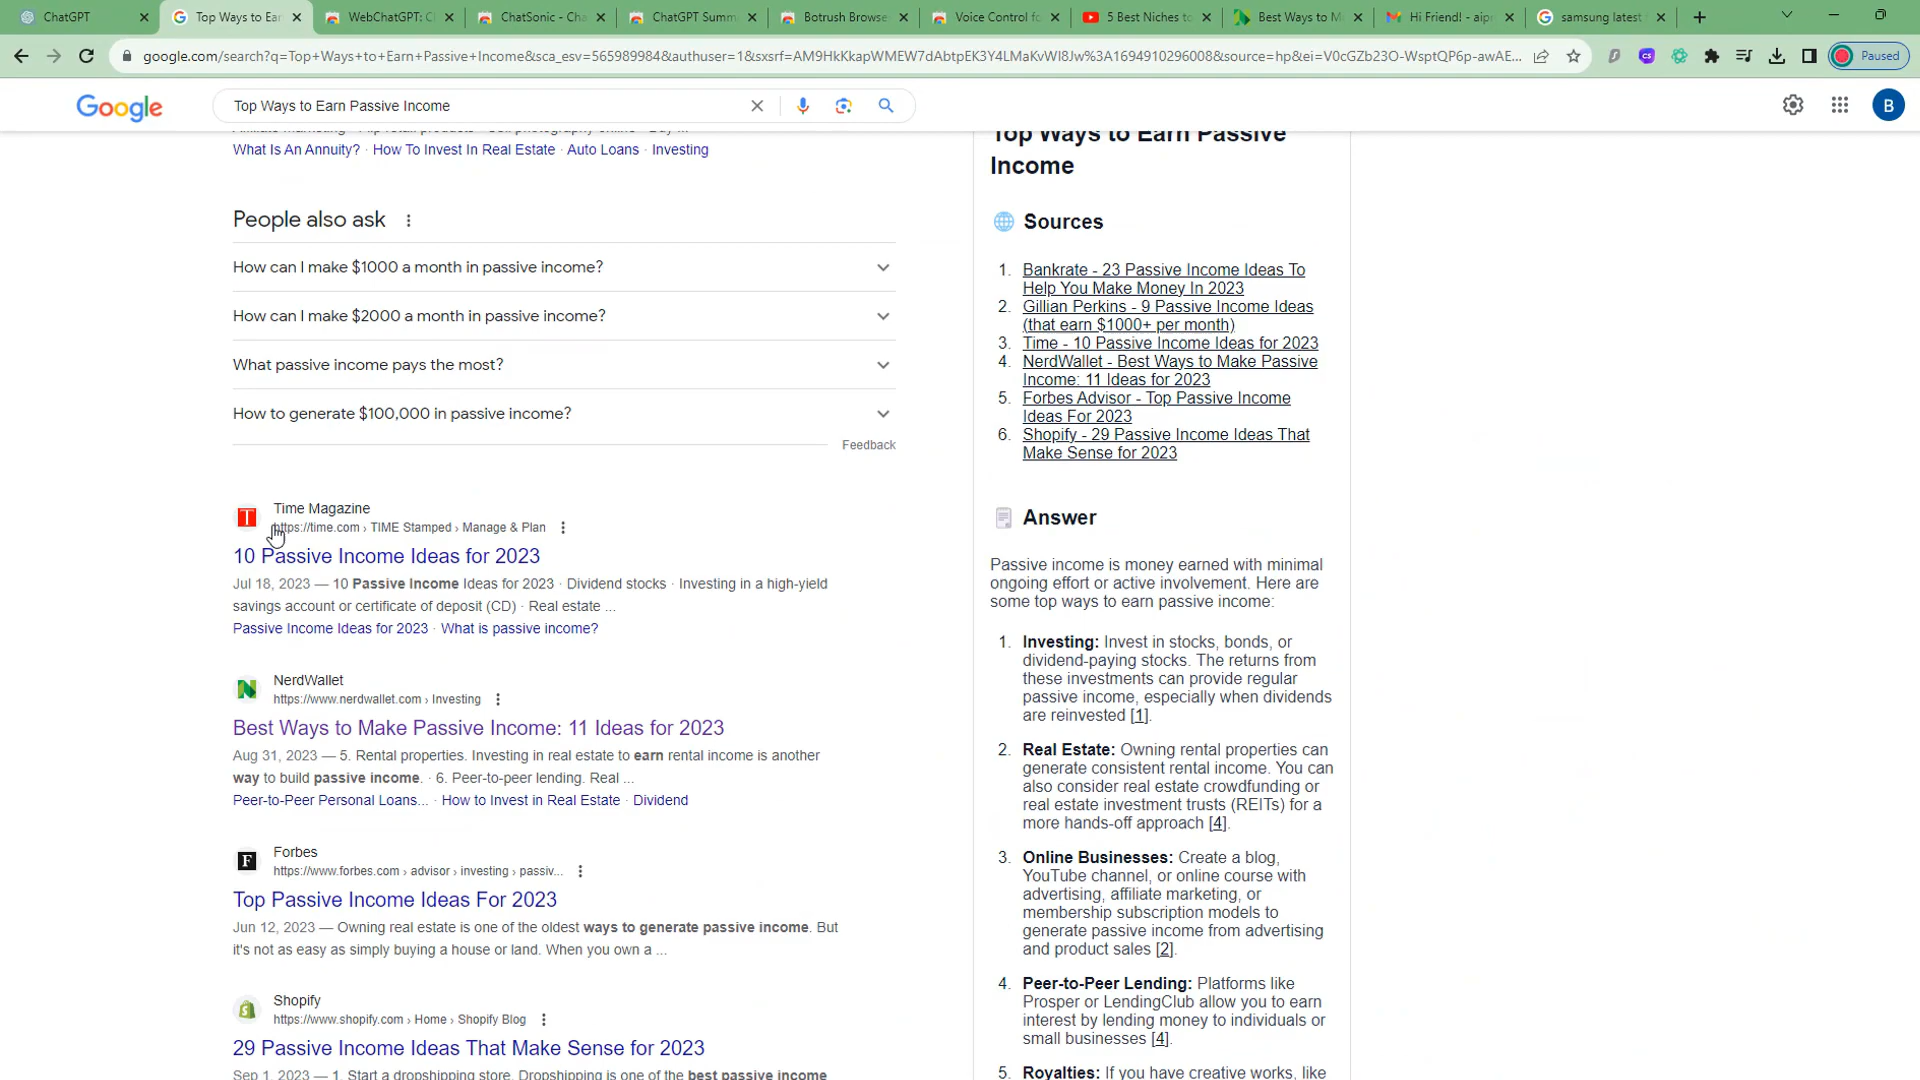 ChatGPT
Top Ways to Ear
WebChatGPT: C
ChatSonic - Cha
ChatGPT Summ
Botrush Browse
Voice Control fo
5 Best Niches to
Best Ways to M
Hi Friend! - aipr
samsung latest
google.com/search?q=Top+Ways+to+Earn+Passive+Income&sca_esv=565989984&authuser=1&sxsrf=AM9HkKkapWMEW7dAbtpEK3Y4LMaKvWI8Jw%3A1694910296008&source=hp&ei=V0cGZb23O-WsptQP6p-awAE...
Paused
Google
Top Ways to Earn Passive Income
B
What Is An Annuity? · How To Invest In Real Estate · Auto Loans · Investing
People also ask
How can I make $1000 a month in passive income?
How can I make $2000 a month in passive income?
What passive income pays the most?
How to generate $100,000 in passive income?
Feedback
Time Magazine
https://time.com › TIME Stamped › Manage & Plan
10 Passive Income Ideas for 2023
Jul 18, 2023 — 10 Passive Income Ideas for 2023 · Dividend stocks · Investing in a high-yield
savings account or certificate of deposit (CD) · Real estate ...
Passive Income Ideas for 2023 · What is passive income?
NerdWallet
https://www.nerdwallet.com › Investing
Best Ways to Make Passive Income: 11 Ideas for 2023
Aug 31, 2023 — 5. Rental properties. Investing in real estate to earn rental income is another
way to build passive income. · 6. Peer-to-peer lending. Real ...
Peer-to-Peer Personal Loans... · How to Invest in Real Estate · Dividend
Forbes
https://www.forbes.com › advisor › investing › passiv...
Top Passive Income Ideas For 2023
Jun 12, 2023 — Owning real estate is one of the oldest ways to generate passive income. But
it's not as easy as simply buying a house or land. When you own a ...
Shopify
https://www.shopify.com › Home › Shopify Blog
29 Passive Income Ideas That Make Sense for 2023
Sep 1, 2023 — 1. Start a dropshipping store. Dropshipping is one of the best passive income
Top Ways to Earn Passive
Income
Sources
1. Bankrate - 23 Passive Income Ideas To
Help You Make Money In 2023
2. Gillian Perkins - 9 Passive Income Ideas
(that earn $1000+ per month)
3. Time - 10 Passive Income Ideas for 2023
4. NerdWallet - Best Ways to Make Passive
Income: 11 Ideas for 2023
5. Forbes Advisor - Top Passive Income
Ideas For 2023
6. Shopify - 29 Passive Income Ideas That
Make Sense for 2023
Answer
Passive income is money earned with minimal
ongoing effort or active involvement. Here are
some top ways to earn passive income:
1. Investing: Invest in stocks, bonds, or
dividend-paying stocks. The returns from
these investments can provide regular
passive income, especially when dividends
are reinvested [1].
2. Real Estate: Owning rental properties can
generate consistent rental income. You can
also consider real estate crowdfunding or
real estate investment trusts (REITs) for a
more hands-off approach [4].
3. Online Businesses: Create a blog,
YouTube channel, or online course with
advertising, affiliate marketing, or
membership subscription models to
generate passive income from advertising
and product sales [2].
4. Peer-to-Peer Lending: Platforms like
Prosper or LendingClub allow you to earn
interest by lending money to individuals or
small businesses [4].
5. Royalties: If you have creative works, like